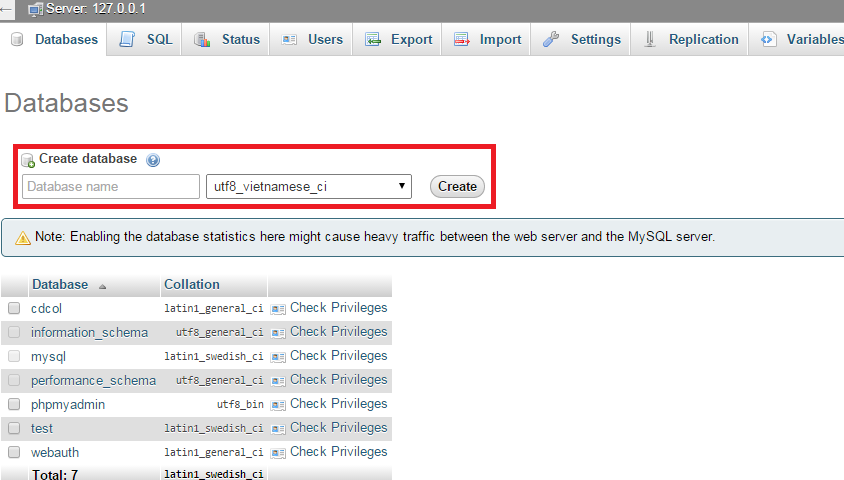 Server: 127.0.0.1
Databases SQL Status Users Export Import Settings Replication Variables
Databases
Create database
Database name utf8_vietnamese_ci Create
Note: Enabling the database statistics here might cause heavy traffic between the web server and the MySQL server.
Database Collation
cdcol latin1_general_ci Check Privileges
information_schema utf8_general_ci Check Privileges
mysql latin1_swedish_ci Check Privileges
performance_schema utf8_general_ci Check Privileges
phpmyadmin utf8_bin Check Privileges
test latin1_swedish_ci Check Privileges
webauth latin1_general_ci Check Privileges
Total: 7 latin1_swedish_ci